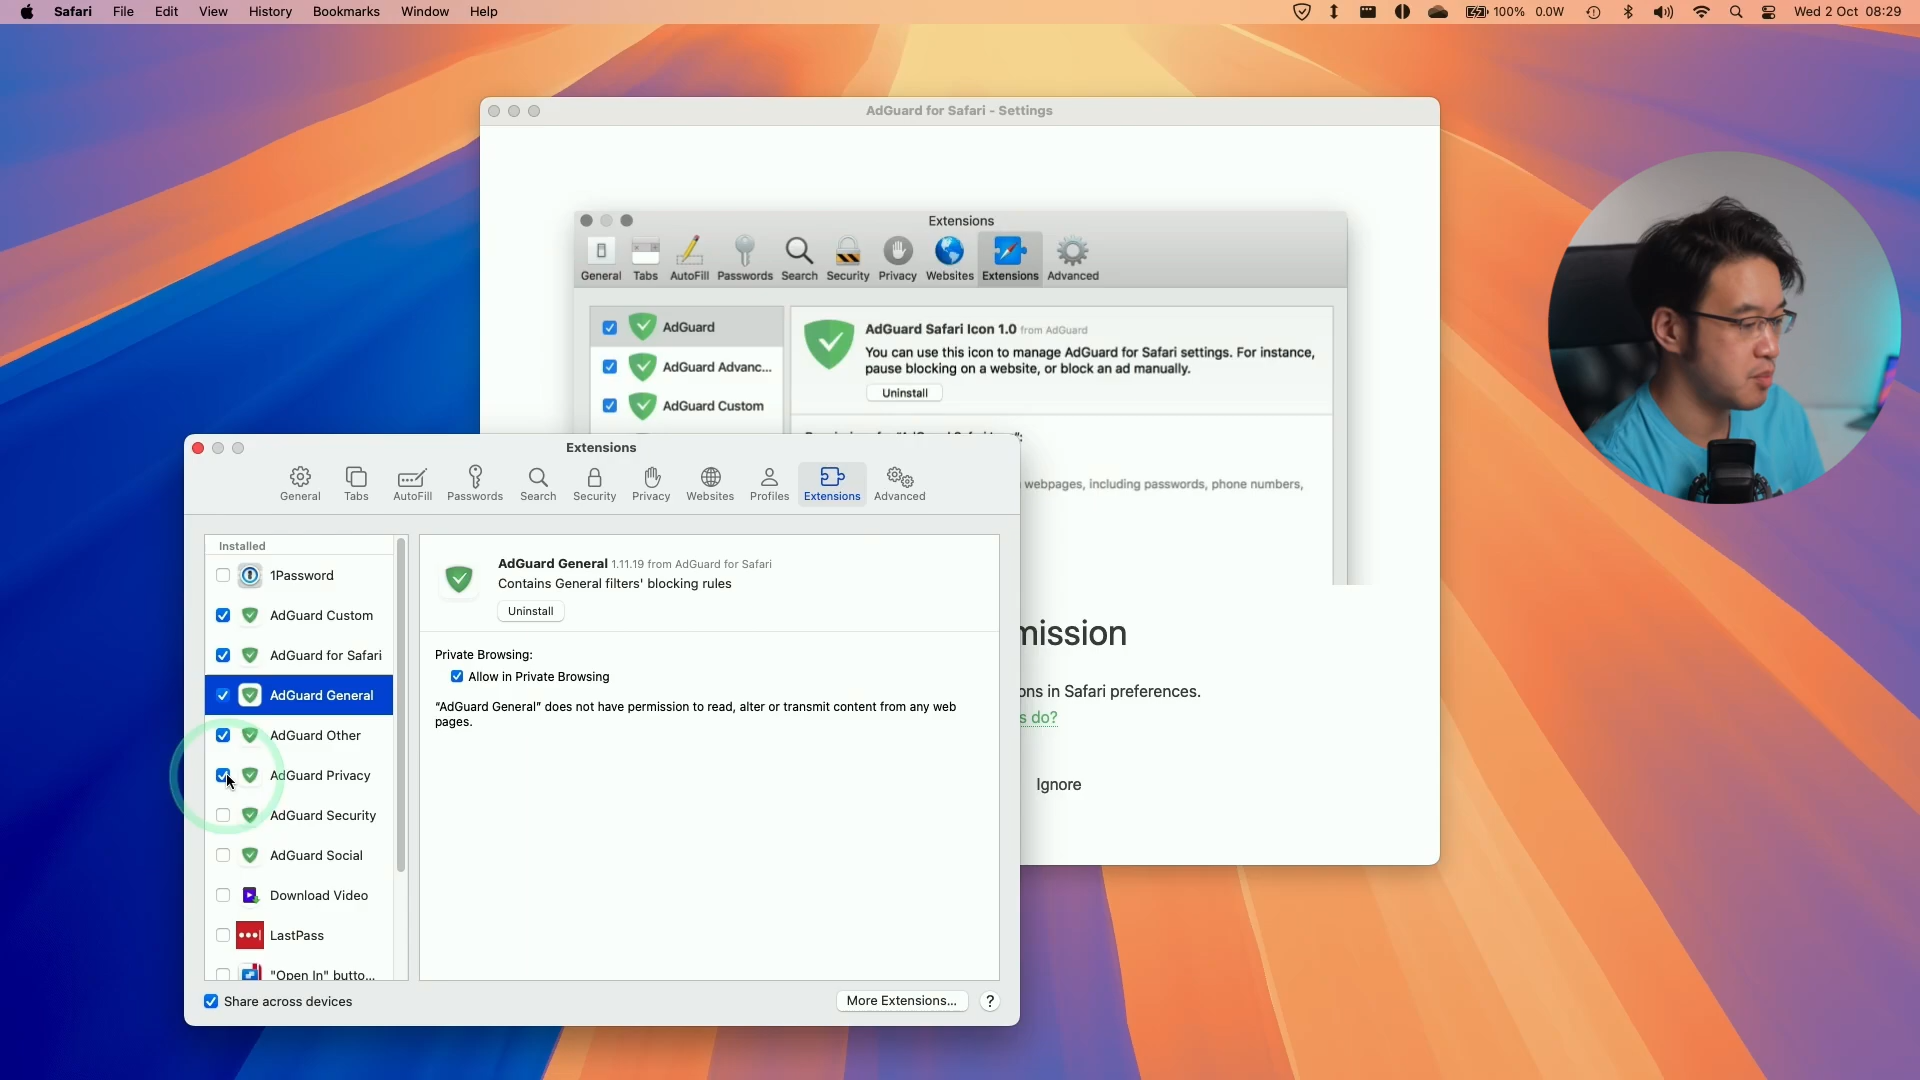 Safari File Edit View History Bookmarks Window Help
100% 0.0W Wed 2 Oct 08:29
AdGuard for Safari - Settings
Extensions
General Tabs AutoFill Passwords Search Security Privacy Websites Extensions Advanced
AdGuard
AdGuard Advanc...
AdGuard Custom
AdGuard Safari Icon 1.0 from AdGuard
You can use this icon to manage AdGuard for Safari settings. For instance,
pause blocking on a website, or block an ad manually.
Uninstall
webpages, including passwords, phone numbers,
mission
ons in Safari preferences.
s do?
Ignore
Extensions
General Tabs AutoFill Passwords Search Security Privacy Websites Profiles Extensions Advanced
Installed
1Password
AdGuard Custom
AdGuard for Safari
AdGuard General
AdGuard Other
AdGuard Privacy
AdGuard Security
AdGuard Social
Download Video
LastPass
"Open In" butto...
AdGuard General 1.11.19 from AdGuard for Safari
Contains General filters' blocking rules
Uninstall
Private Browsing:
Allow in Private Browsing
“AdGuard General” does not have permission to read, alter or transmit content from any web
pages.
Share across devices
More Extensions...
?